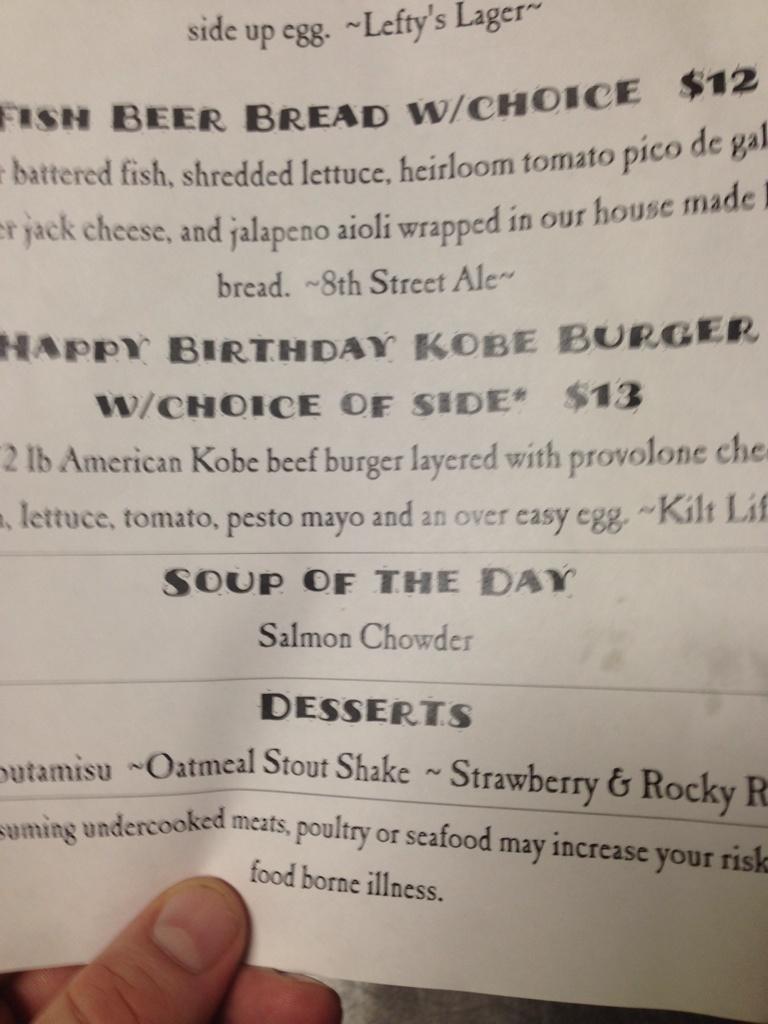 side up egg. ~Lefty's Lager~
FISH BEER BREAD W/CHOICE $12
battered fish, shredded lettuce, heirloom tomato pico de gal
er jack cheese, and jalapeno aioli wrapped in our house made
bread. ~8th Street Ale~
HAPPY BIRTHDAY KOBE BURGER
W/CHOICE OF SIDE* $13
2 lb American Kobe beef burger layered with provolone che
, lettuce, tomato, pesto mayo and an over easy egg. ~Kilt Lif
SOUP OF THE DAY
Salmon Chowder
DESSERTS
outamisu ~Oatmeal Stout Shake ~ Strawberry & Rocky R
suming undercooked meats, poultry or seafood may increase your risk
food borne illness.